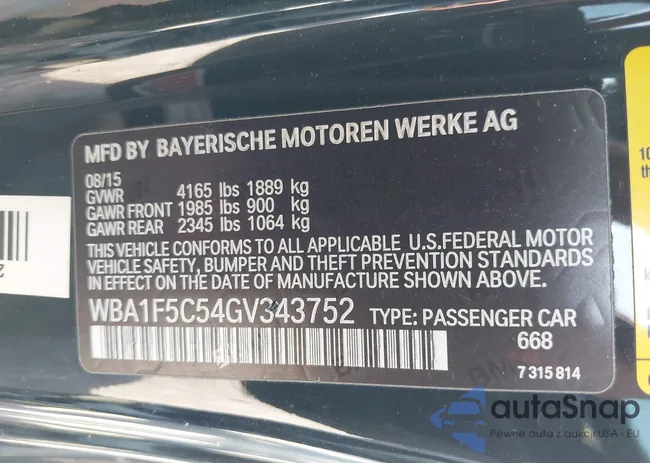 MFD BY BAYERISCHE MOTOREN WERKE AG
08/15
GVWR 4165 lbs 1889 kg
GAWR FRONT 1985 lbs 900 kg
GAWR REAR 2345 lbs 1064 kg
THIS VEHICLE CONFORMS TO ALL APPLICABLE U.S.FEDERAL MOTOR
VEHICLE SAFETY, BUMPER AND THEFT PREVENTION STANDARDS
IN EFFECT ON THE DATE OF MANUFACTURE SHOWN ABOVE.
WBA1F5C54GV343752 TYPE: PASSENGER CAR
668
7 315 814
10
th
autaSnap
Pewne auta z aukcji USA i EU